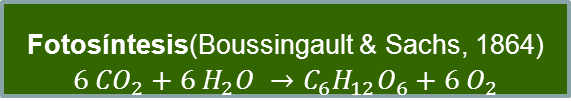 Fotosíntesis(Boussingault & Sachs, 1864)
6 CO₂ + 6 H₂O → C₆H₁₂O₆ + 6 O₂